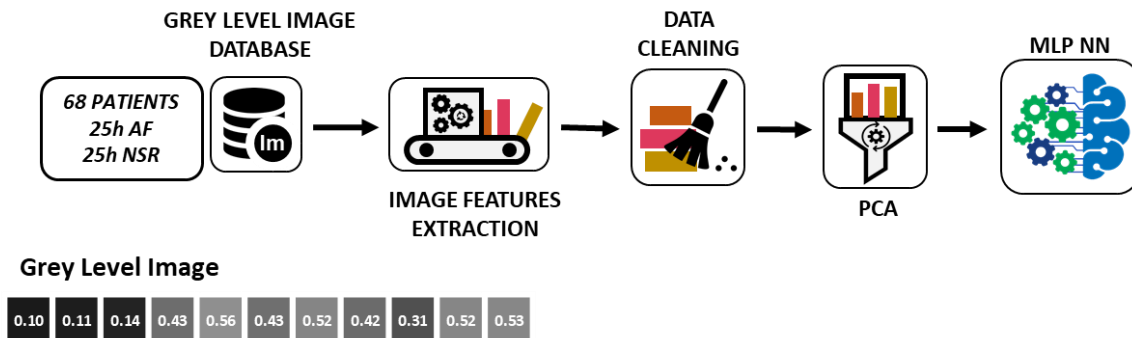 GREY LEVEL IMAGE
DATABASE
68 PATIENTS
25h AF
25h NSR
Im
IMAGE FEATURES
EXTRACTION
DATA
CLEANING
PCA
MLP NN
Grey Level Image
0.10 0.11 0.14 0.43 0.56 0.43 0.52 0.42 0.31 0.52 0.53